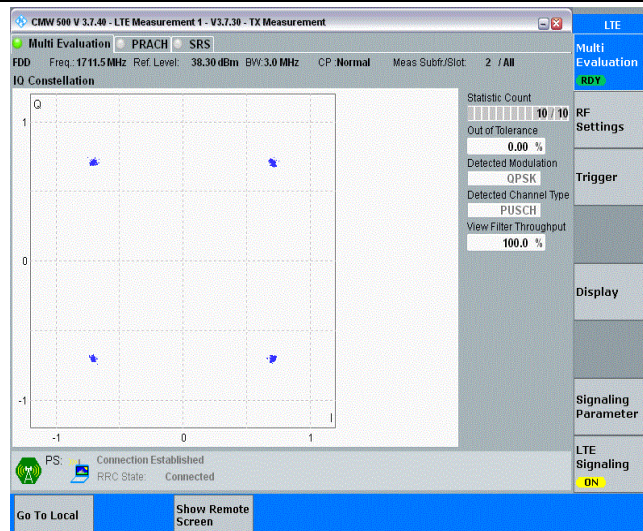 CMW 500 V 3.7.40 - LTE Measurement 1 - V3.7.30 - TX Measurement
LTE
Multi Evaluation PRACH SRS
FDD Freq.: 1711.5 MHz Ref. Level: 38.30 dBm BW: 3.0 MHz CP :Normal Meas Subfr./Slot: 2 / All
IQ Constellation
Q
1
0
-1
-1 0 1
I
Statistic Count
10 / 10
Out of Tolerance
0.00 %
Detected Modulation
QPSK
Detected Channel Type
PUSCH
View Filter Throughput
100.0 %
Multi
Evaluation
RDY
RF
Settings
Trigger
Display
Signaling
Parameter
LTE
Signaling
ON
PS: Connection Established
RRC State: Connected
Go To Local
Show Remote
Screen